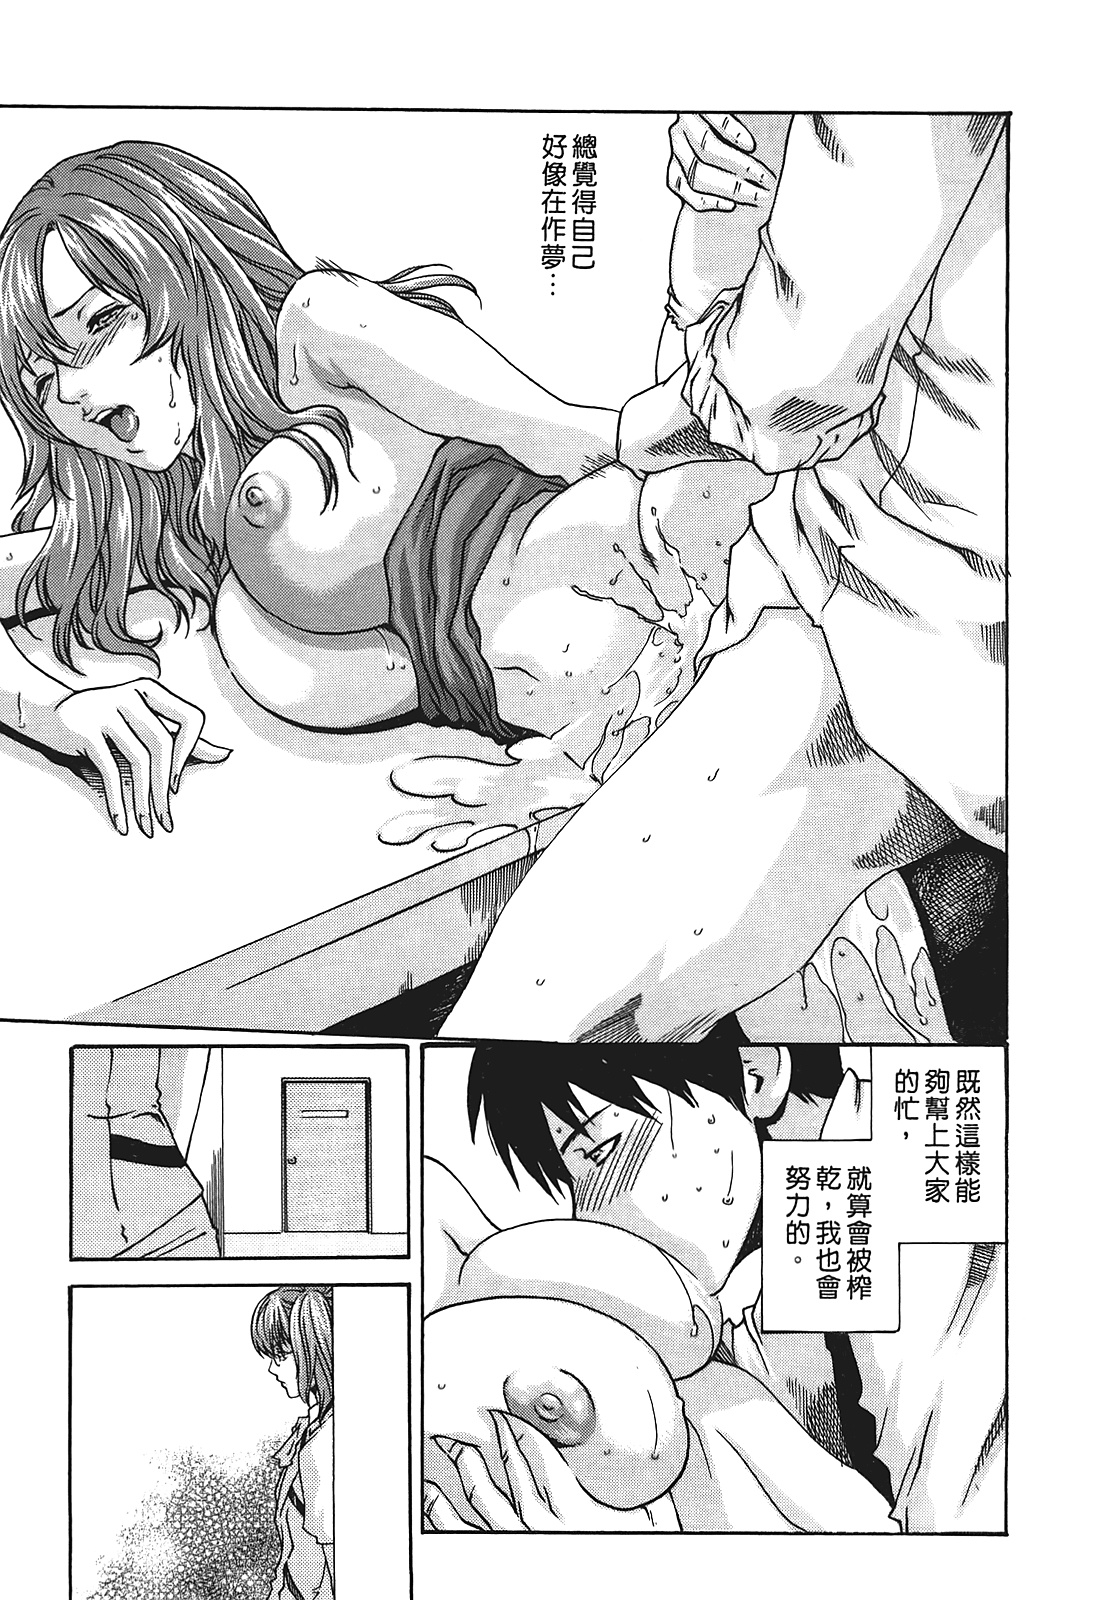 總覺得自己
好像在作夢…
既然這樣能
夠幫上大家
的忙，
就算會被榨
乾，我也會
努力的。